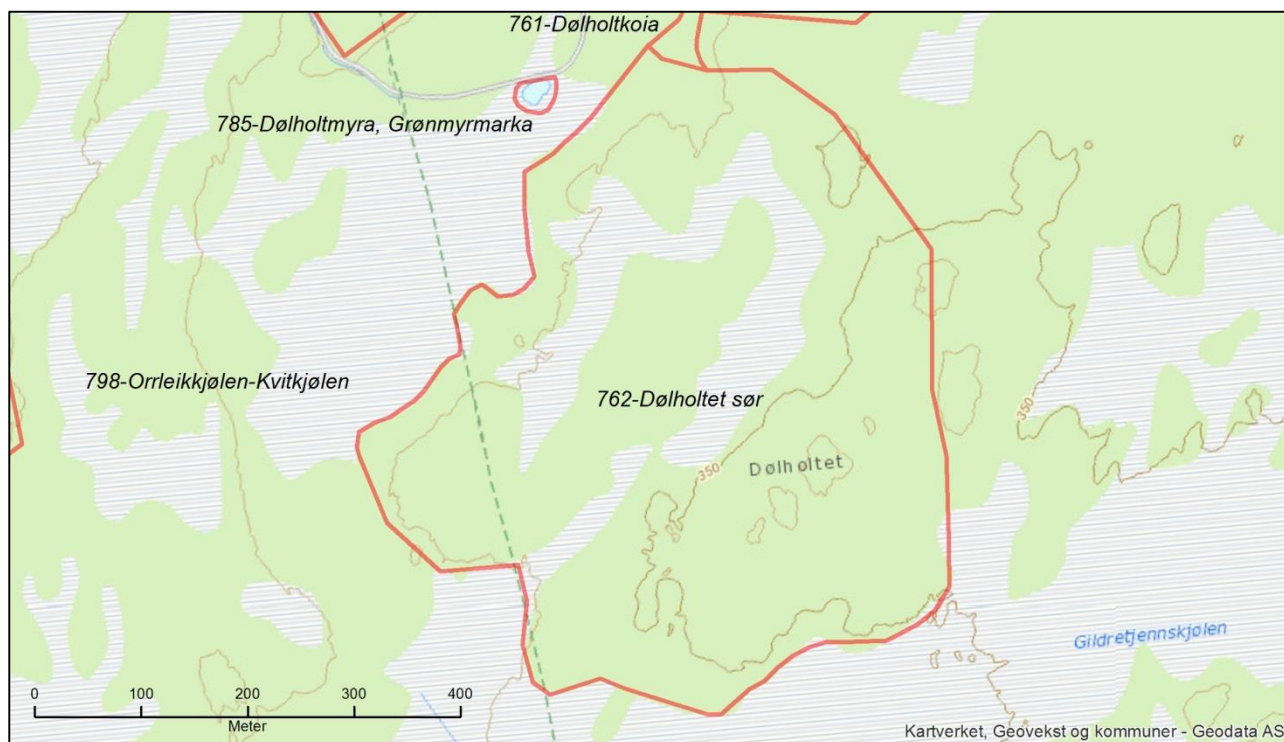 761-Dølholtkoia
785-Dølholtmyra, Grønmyrmarka
798-Orrleikkjølen-Kvitkjølen
762-Dølholtet sør
350
350
Dølholtet
Gildretjennskjølen
0 100 200 300 400
Meter
Kartverket, Geovekst og kommuner - Geodata AS